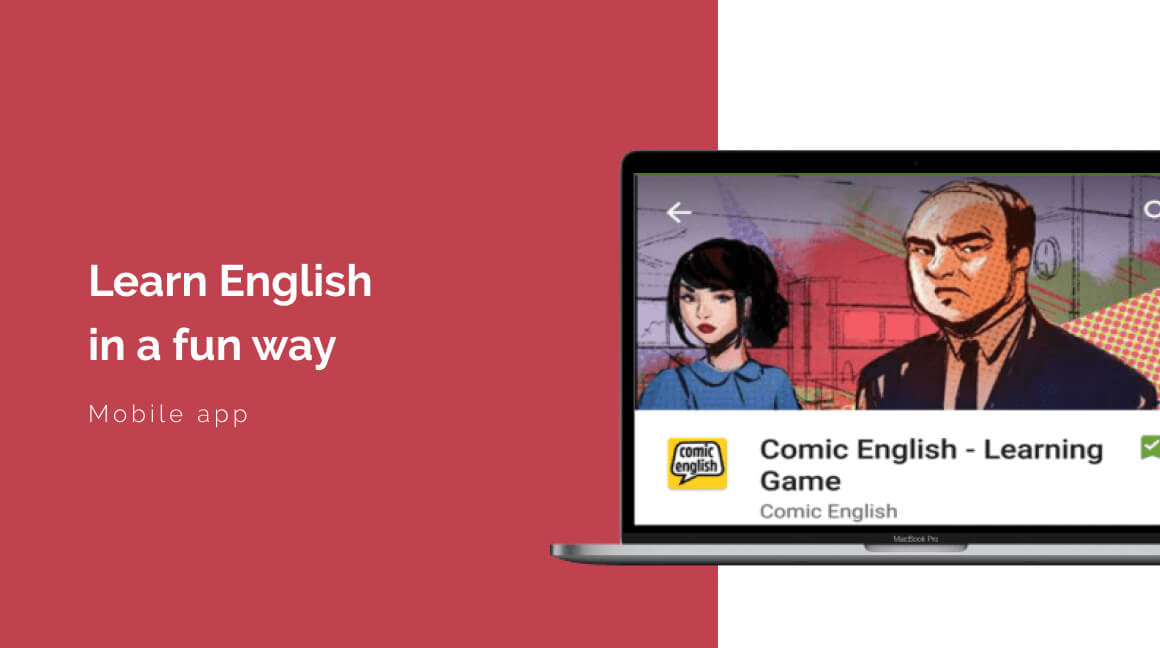 Learn English
in a fun way
Mobile app
comic
english
Comic English - Learning
Game
Comic English
MacBook Pro